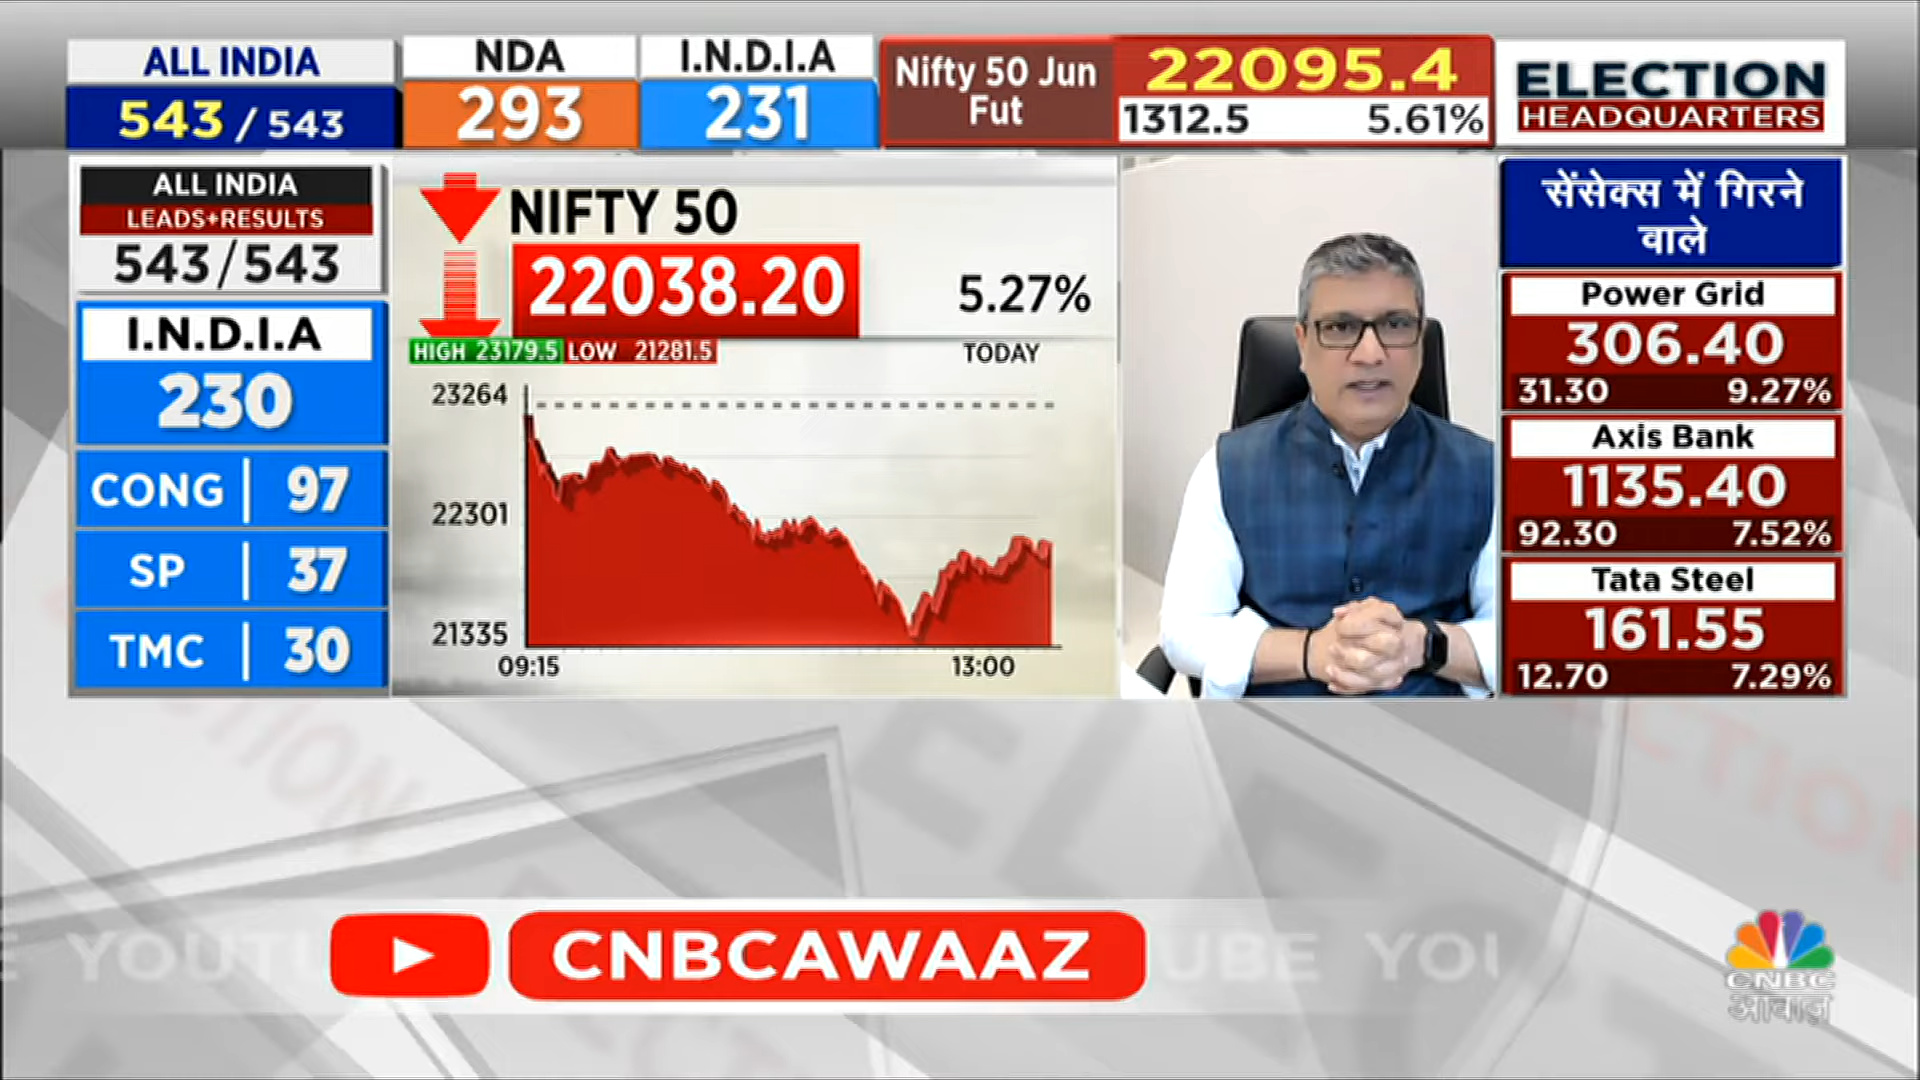 ALL INDIA
543 / 543
NDA
293
I.N.D.I.A
231
Nifty 50 Jun
Fut
22095.4
1312.5 5.61%
ELECTION
HEADQUARTERS
ALL INDIA
LEADS+RESULTS
543/543
I.N.D.I.A
230
CONG 97
SP 37
TMC 30
NIFTY 50
22038.20 5.27%
HIGH 23179.5 LOW 21281.5 TODAY
23264
22301
21335
09:15 13:00
सेंसेक्स में गिरने
वाले
Power Grid
306.40
31.30 9.27%
Axis Bank
1135.40
92.30 7.52%
Tata Steel
161.55
12.70 7.29%
CNBCAWAAZ
CNBC
आवाज़